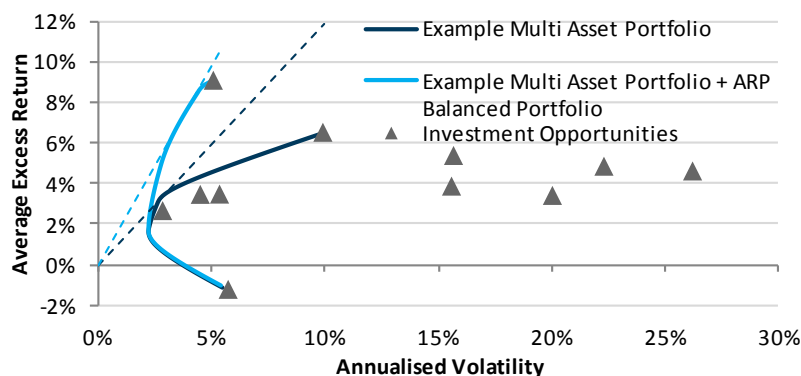 12%
10%
8%
6%
4%
2%
0%
-2%
Average Excess Return
Example Multi Asset Portfolio
Example Multi Asset Portfolio + ARP
Balanced Portfolio
Investment Opportunities
0%
5%
10%
15%
20%
25%
30%
Annualised Volatility